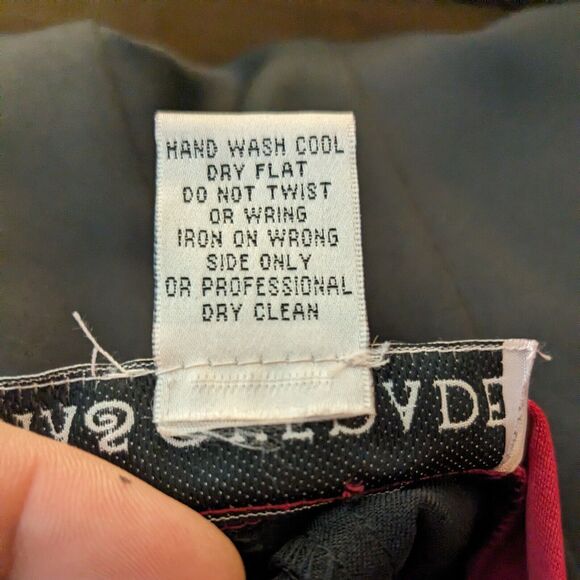 HAND WASH COOL
DRY FLAT
DO NOT TWIST
OR WRING
IRON ON WRONG
SIDE ONLY
OR PROFESSIONAL
DRY CLEAN